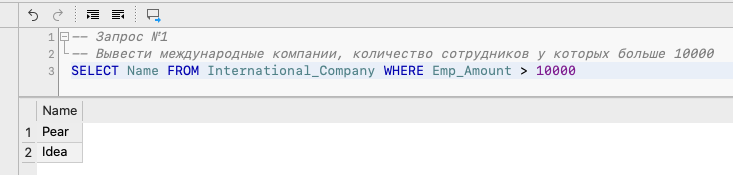 1 -- Запрос №1
2 -- Вывести международные компании, количество сотрудников у которых больше 10000
3 SELECT Name FROM International_Company WHERE Emp_Amount > 10000
Name
1 Pear
2 Idea